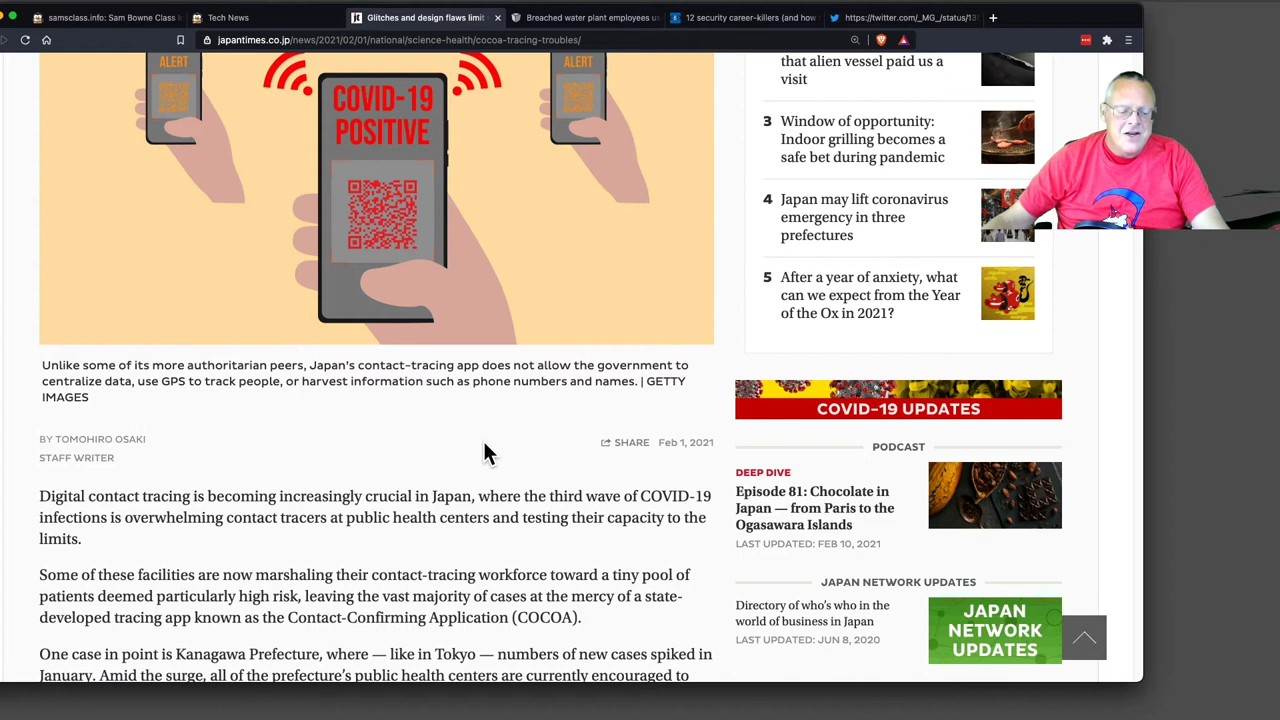 samsclass.info: Sam Bowne Class I
Tech News
Glitches and design flaws limit
Breached water plant employees us
12 security career-killers (and how
https://twitter.com/_MG_/status/13
japantimes.co.jp/news/2021/02/01/national/science-health/cocoa-tracing-troubles/
ALERT
COVID-19
POSITIVE
ALERT
that alien vessel paid us a
visit
3 Window of opportunity:
Indoor grilling becomes a
safe bet during pandemic
4 Japan may lift coronavirus
emergency in three
prefectures
5 After a year of anxiety, what
can we expect from the Year
of the Ox in 2021?
Unlike some of its more authoritarian peers, Japan's contact-tracing app does not allow the government to
centralize data, use GPS to track people, or harvest information such as phone numbers and names. | GETTY
IMAGES
BY TOMOHIRO OSAKI
STAFF WRITER
SHARE Feb 1, 2021
Digital contact tracing is becoming increasingly crucial in Japan, where the third wave of COVID-19
infections is overwhelming contact tracers at public health centers and testing their capacity to the
limits.
Some of these facilities are now marshaling their contact-tracing workforce toward a tiny pool of
patients deemed particularly high risk, leaving the vast majority of cases at the mercy of a state-
developed tracing app known as the Contact-Confirming Application (COCOA).
One case in point is Kanagawa Prefecture, where — like in Tokyo — numbers of new cases spiked in
January. Amid the surge, all of the prefecture's public health centers are currently encouraged to
COVID-19 UPDATES
PODCAST
DEEP DIVE
Episode 81: Chocolate in
Japan — from Paris to the
Ogasawara Islands
LAST UPDATED: FEB 10, 2021
JAPAN NETWORK UPDATES
Directory of who's who in the
world of business in Japan
LAST UPDATED: JUN 8, 2020
JAPAN
NETWORK
UPDATES